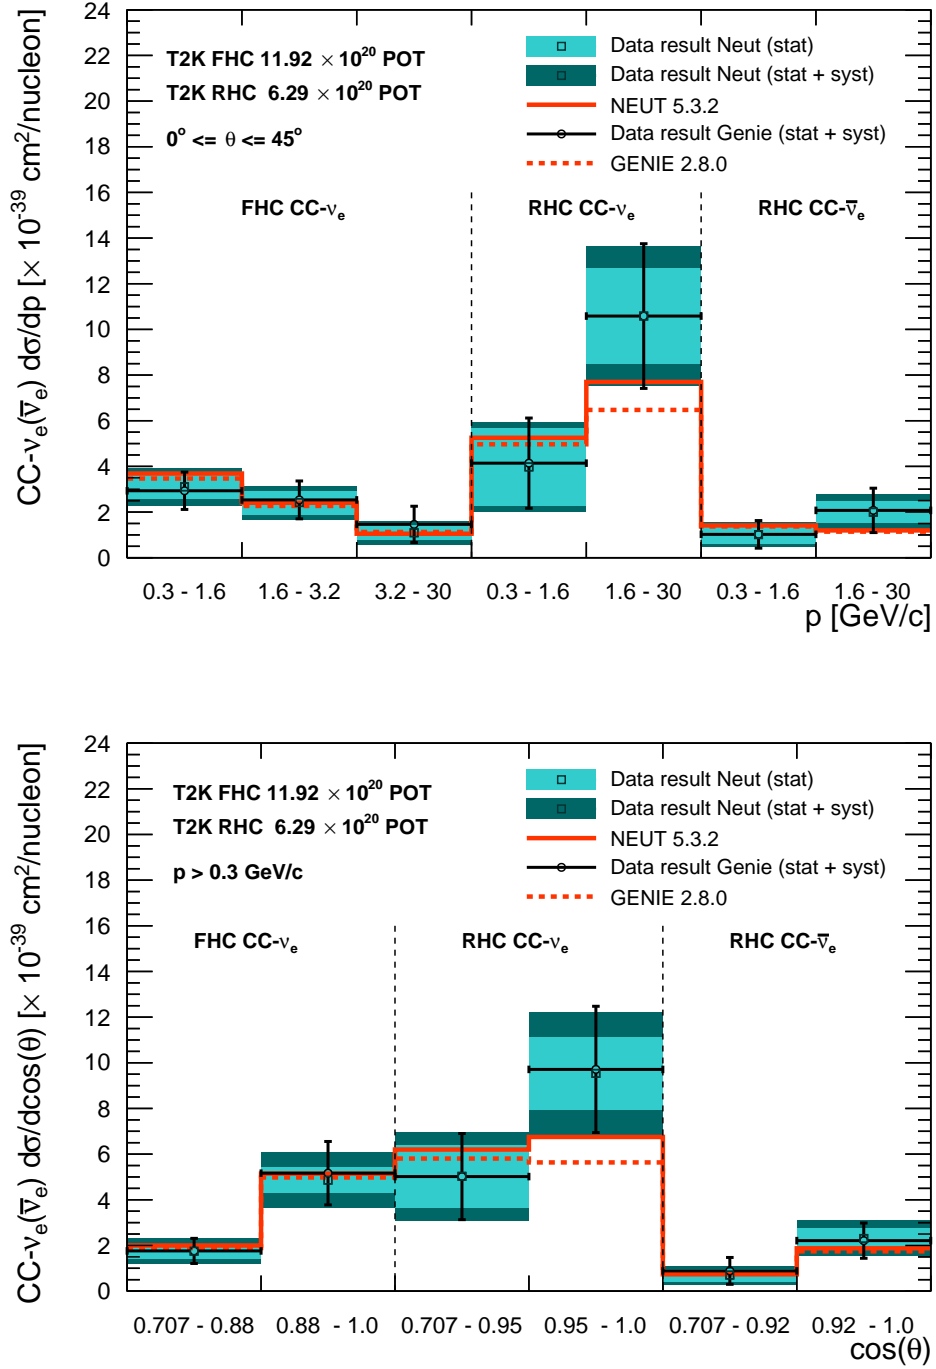 CC-νₑ(ν̅ₑ) dσ/dp [× 10⁻³⁹ cm²/nucleon]
24
22
20
18
16
14
12
10
8
6
4
2
0
T2K FHC 11.92 × 10²⁰ POT
T2K RHC 6.29 × 10²⁰ POT
0° <= θ <= 45°
Data result Neut (stat)
Data result Neut (stat + syst)
NEUT 5.3.2
Data result Genie (stat + syst)
GENIE 2.8.0
FHC CC-νₑ RHC CC-νₑ RHC CC-ν̅ₑ
0.3 - 1.6 1.6 - 3.2 3.2 - 30 0.3 - 1.6 1.6 - 30 0.3 - 1.6 1.6 - 30
p [GeV/c]
CC-νₑ(ν̅ₑ) dσ/dcos(θ) [× 10⁻³⁹ cm²/nucleon]
24
22
20
18
16
14
12
10
8
6
4
2
0
T2K FHC 11.92 × 10²⁰ POT
T2K RHC 6.29 × 10²⁰ POT
p > 0.3 GeV/c
Data result Neut (stat)
Data result Neut (stat + syst)
NEUT 5.3.2
Data result Genie (stat + syst)
GENIE 2.8.0
FHC CC-νₑ RHC CC-νₑ RHC CC-ν̅ₑ
0.707 - 0.88 0.88 - 1.0 0.707 - 0.95 0.95 - 1.0 0.707 - 0.92 0.92 - 1.0
cos(θ)